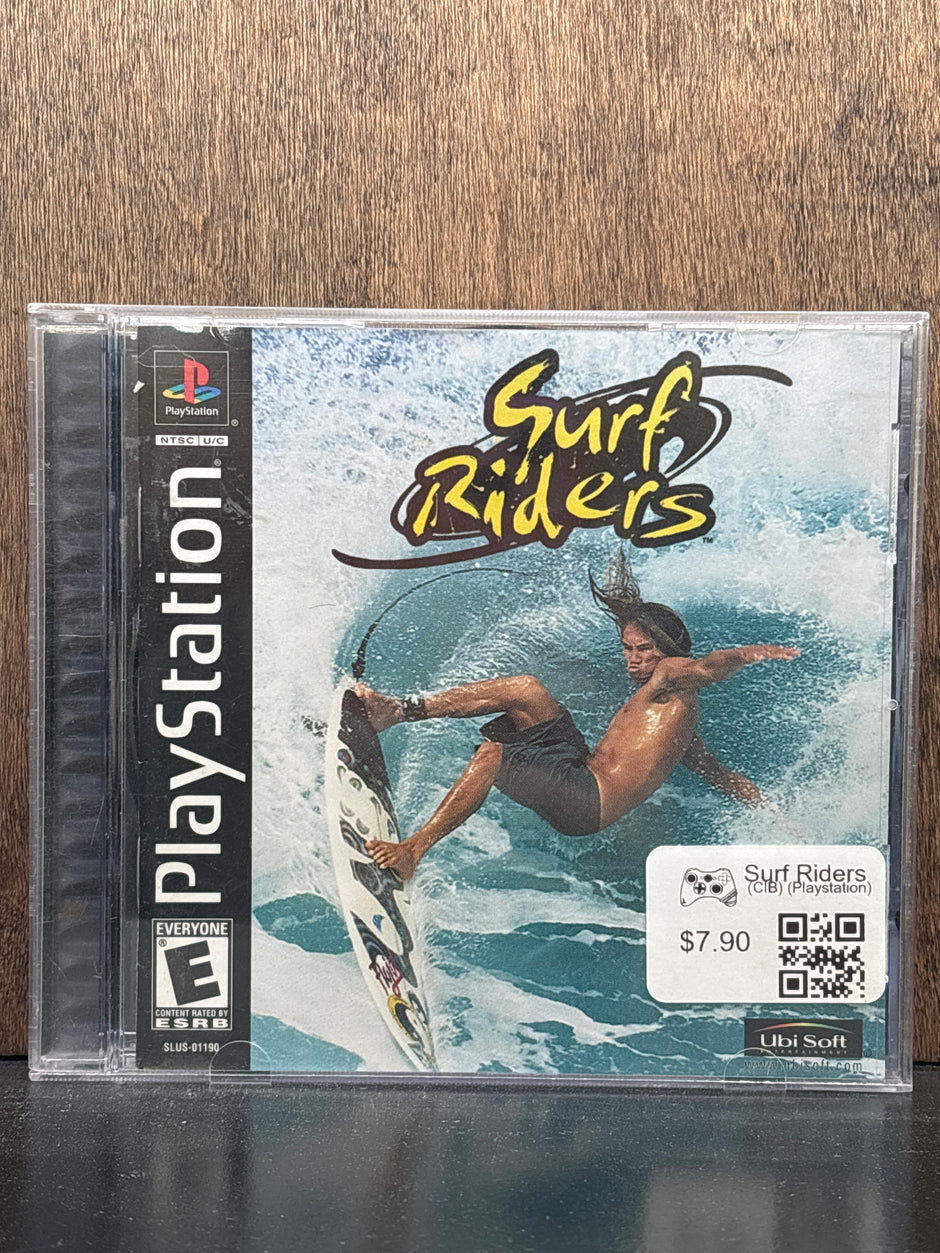 PlayStation
®
NTSC U/C
PlayStation®
Surf
Riders
™
EVERYONE
E
®
CONTENT RATED BY
ESRB
SLUS-01190
Surf Riders
(CIB) (Playstation)
$7.90
Ubi Soft
ENTERTAINMENT
www.ubisoft.com